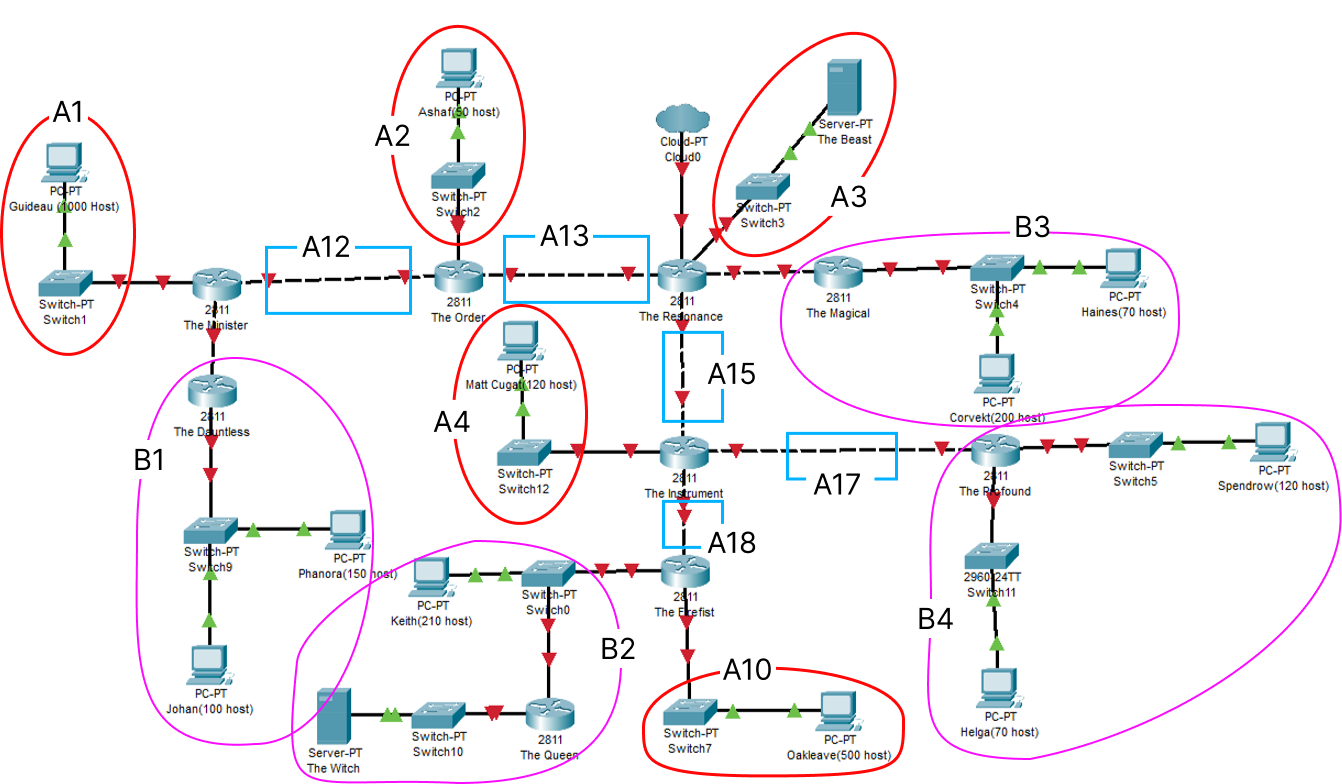 A1
PC-PT
Guideau (1000 Host)
Switch-PT
Switch1
2811
The Minister
A12
A2
PC-PT
Ashaf(50 host)
Switch-PT
Switch2
2811
The Order
A13
Cloud-PT
Cloud0
Server-PT
The Beast
Switch-PT
Switch3
A3
2811
The Resonance
2811
The Magical
B3
Switch-PT
Switch4
PC-PT
Haines(70 host)
PC-PT
Corvekt(200 host)
A15
A4
PC-PT
Matt Cugat(120 host)
Switch-PT
Switch12
2811
The Instrument
A17
2811
The Profound
Switch-PT
Switch5
PC-PT
Spendrow(120 host)
B4
2960-24TT
Switch11
PC-PT
Helga(70 host)
B1
2811
The Dauntless
Switch-PT
Switch9
PC-PT
Phanora(150 host)
PC-PT
Johan(100 host)
A18
2811
The Firefist
B2
PC-PT
Keith(210 host)
Switch-PT
Switch0
Server-PT
The Witch
Switch-PT
Switch10
2811
The Queen
A10
Switch-PT
Switch7
PC-PT
Oakleave(500 host)